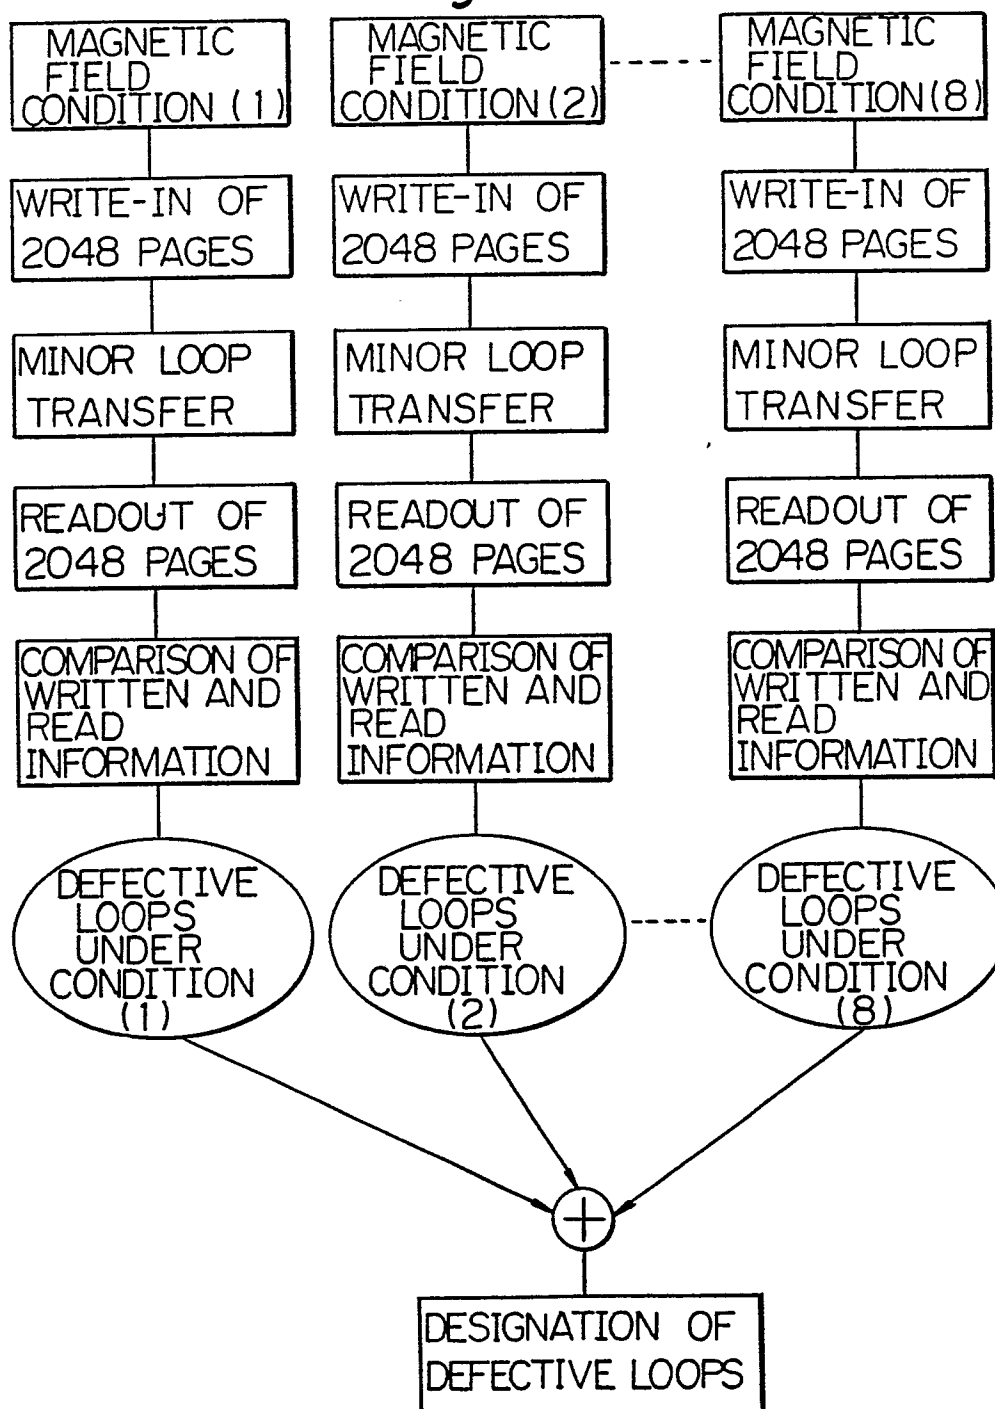 MAGNETIC
FIELD
CONDITION (1)
WRITE-IN OF
2048 PAGES
MINOR LOOP
TRANSFER
READOUT OF
2048 PAGES
COMPARISON OF
WRITTEN AND
READ
INFORMATION
DEFECTIVE
LOOPS
UNDER
CONDITION
(1)
MAGNETIC
FIELD
CONDITION (2)
WRITE-IN OF
2048 PAGES
MINOR LOOP
TRANSFER
READOUT OF
2048 PAGES
COMPARISON OF
WRITTEN AND
READ
INFORMATION
DEFECTIVE
LOOPS
UNDER
CONDITION
(2)
MAGNETIC
FIELD
CONDITION (8)
WRITE-IN OF
2048 PAGES
MINOR LOOP
TRANSFER
READOUT OF
2048 PAGES
COMPARISON OF
WRITTEN AND
READ
INFORMATION
DEFECTIVE
LOOPS
UNDER
CONDITION
(8)
+
DESIGNATION OF
DEFECTIVE LOOPS